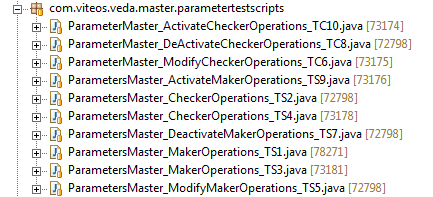 com.viteos.veda.master.parametertestscripts
ParameterMaster_ActivateCheckerOperations_TC10.java [73174]
ParameterMaster_DeActivateCheckerOperations_TC8.java [72798]
ParameterMaster_ModifyCheckerOperations_TC6.java [73175]
ParametersMaster_ActivateMakerOperations_TS9.java [73176]
ParametersMaster_CheckerOperations_TS2.java [72798]
ParametersMaster_CheckerOperations_TS4.java [73178]
ParametersMaster_DeactivateMakerOperations_TS7.java [72798]
ParametersMaster_MakerOperations_TS1.java [78271]
ParametersMaster_MakerOperations_TS3.java [73181]
ParametersMaster_ModifyMakerOperations_TS5.java [72798]